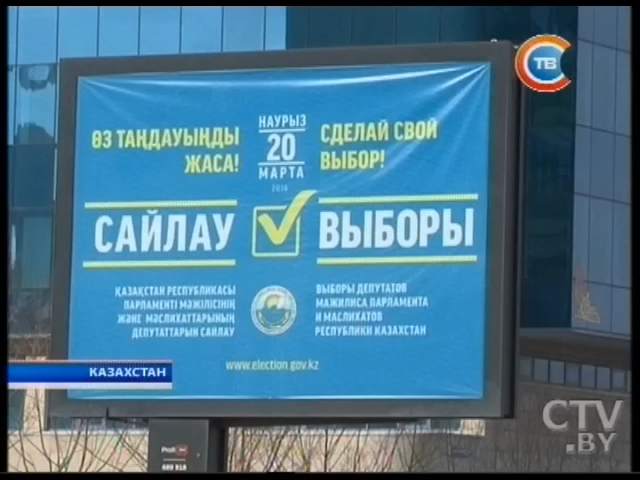 СТВ
ӨЗ ТАҢДАУЫҢДЫ
ЖАСА!
НАУРЫЗ
20
МАРТА
2016
СДЕЛАЙ СВОЙ
ВЫБОР!
САЙЛАУ
ВЫБОРЫ
ҚАЗАҚСТАН РЕСПУБЛИКАСЫ
ПАРЛАМЕНТІ МӘЖІЛІСІНІҢ
ЖӘНЕ МӘСЛИХАТТАРЫНЫҢ
ДЕПУТАТТАРЫН САЙЛАУ
ВЫБОРЫ ДЕПУТАТОВ
МАЖИЛИСА ПАРЛАМЕНТА
И МАСЛИХАТОВ
РЕСПУБЛИКИ КАЗАХСТАН
www.election.gov.kz
КАЗАХСТАН
CTV
.BY